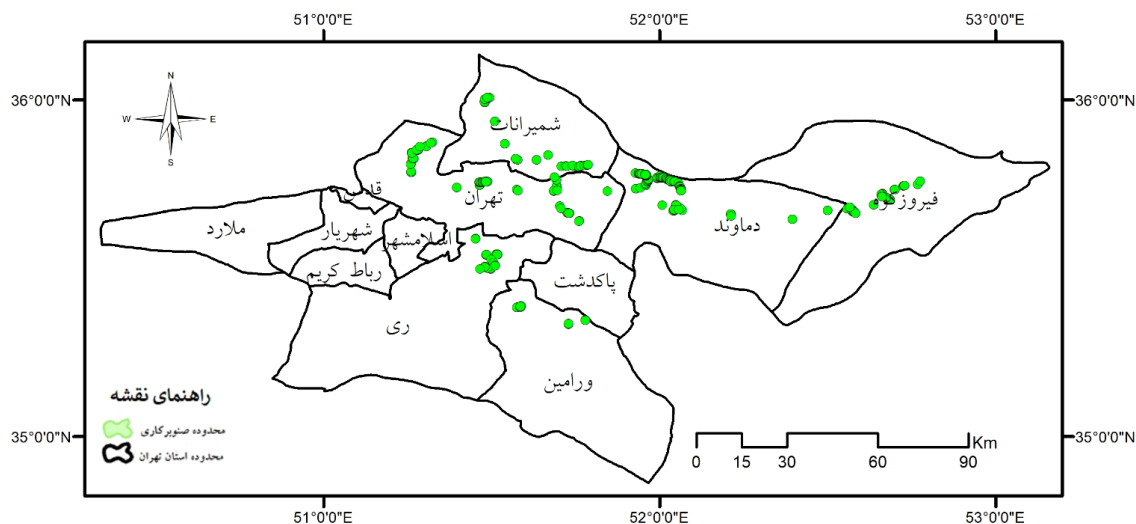 51°0'0"E 52°0'0"E 53°0'0"E
36°0'0"N 36°0'0"N
N
W E
S
شمیرانات
قدس
تهران
فیروزکوه
ملارد
شهریار
اسلامشهر
دماوند
رباط کریم
پاکدشت
ری
ورامین
راهنمای نقشه
محدوده صنوبرکاری
محدوده استان تهران
35°0'0"N 35°0'0"N
Km
0 15 30 60 90
51°0'0"E 52°0'0"E 53°0'0"E